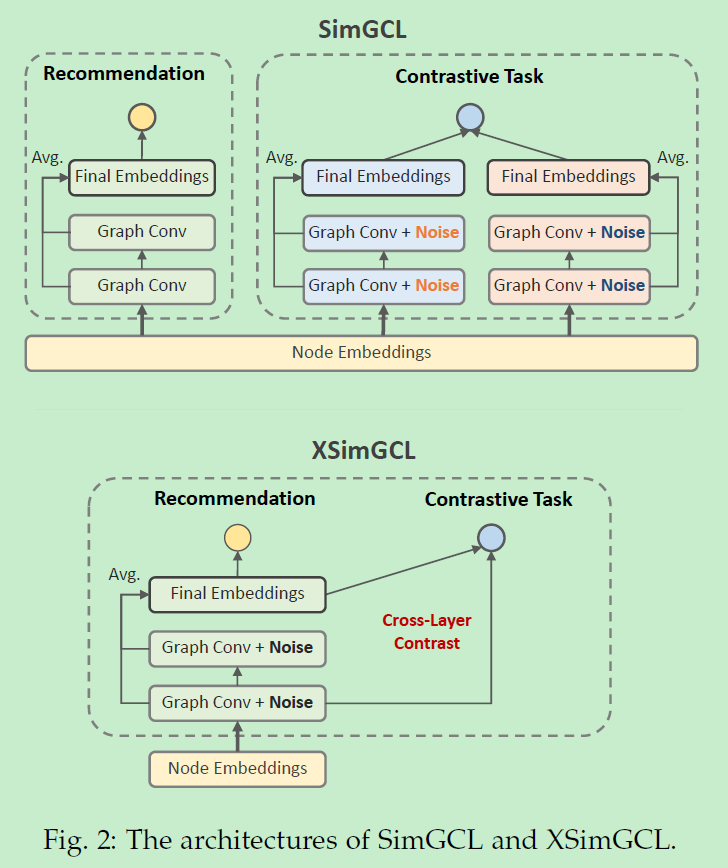 SimGCL
Recommendation
Contrastive Task
Avg.
Final Embeddings
Graph Conv
Graph Conv
Avg.
Final Embeddings
Graph Conv + Noise
Graph Conv + Noise
Final Embeddings
Avg.
Graph Conv + Noise
Graph Conv + Noise
Node Embeddings
XSimGCL
Recommendation
Contrastive Task
Avg.
Final Embeddings
Cross-Layer
Contrast
Graph Conv + Noise
Graph Conv + Noise
Node Embeddings
Fig. 2: The architectures of SimGCL and XSimGCL.